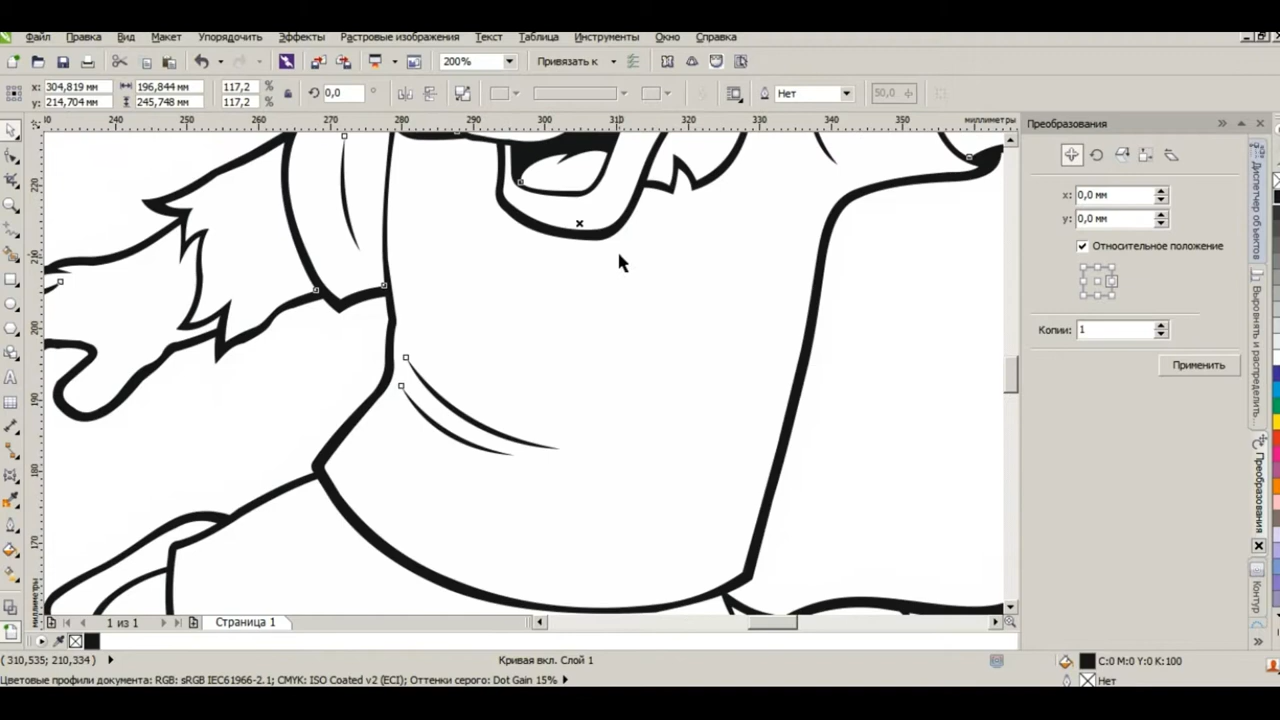 Файл Правка Вид Макет Упорядочить Эффекты Растровые изображения Текст Таблица Инструменты Окно Справка
200% Привязать к
x: 304,819 мм 196,844 мм 117,2 % 0,0 ° Нет 50,0
y: 214,704 мм 245,748 мм 117,2 %
240 250 260 270 280 290 300 310 320 330 340 350 миллиметры
220
210
200
190
180
170
миллиметры
Преобразования
x: 0,0 мм
y: 0,0 мм
Относительное положение
Копии: 1
Применить
Диспетчер объектов
Выровнять и распределить...
Преобразования
Контур
1 из 1 Страница 1
( 310,535; 210,334 ) Кривая вкл. Слой 1 C:0 M:0 Y:0 K:100
Цветовые профили документа: RGB: sRGB IEC61966-2.1; CMYK: ISO Coated v2 (ECI); Оттенки серого: Dot Gain 15% Нет